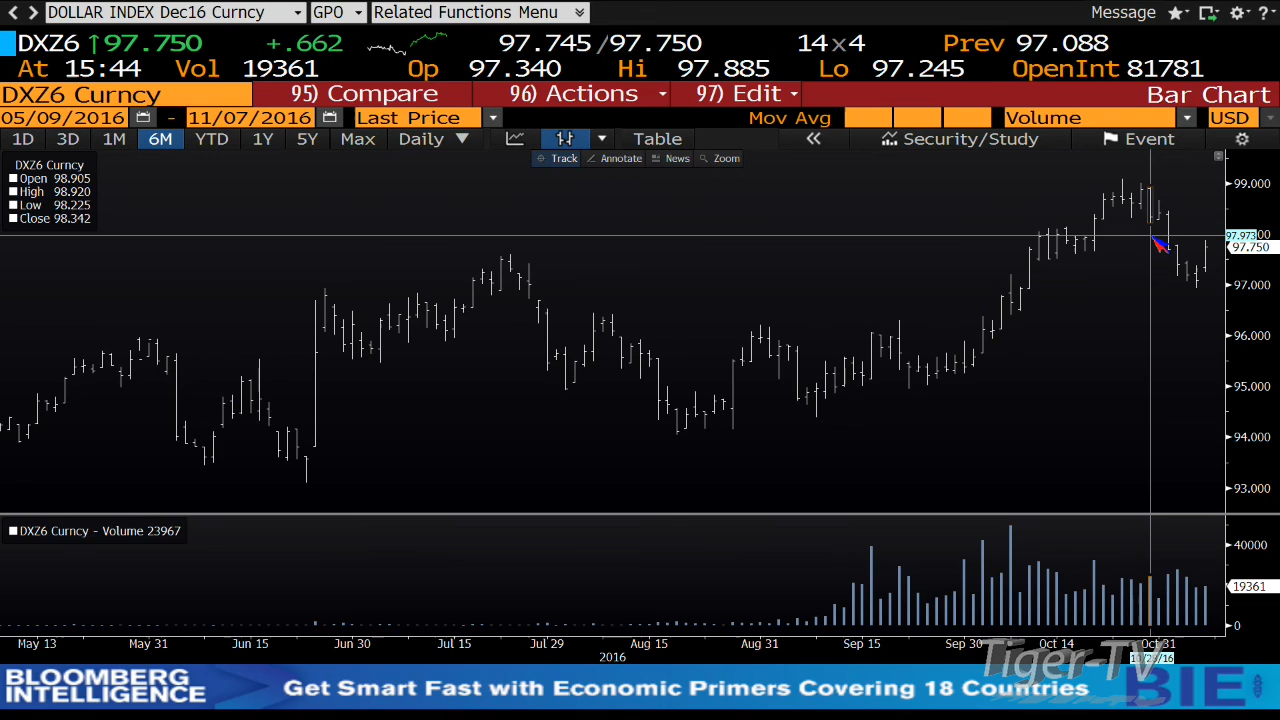 DOLLAR INDEX Dec16 Curncy GPO Related Functions Menu Message
DXZ6 ↑97.750 +.662 97.745/97.750 14x4 Prev 97.088
At 15:44 Vol 19361 Op 97.340 Hi 97.885 Lo 97.245 OpenInt 81781
DXZ6 Curncy 95) Compare 96) Actions 97) Edit Bar Chart
05/09/2016 - 11/07/2016 Last Price Mov Avg Volume USD
1D 3D 1M 6M YTD 1Y 5Y Max Daily Table Security/Study Event
Track Annotate News Zoom
DXZ6 Curncy
Open 98.905
High 98.920
Low 98.225
Close 98.342
99.000
97.973
97.750
97.000
96.000
95.000
94.000
93.000
DXZ6 Curncy - Volume 23967
40000
19361
0
May 13 May 31 Jun 15 Jun 30 Jul 15 Jul 29 Aug 15 Aug 31 Sep 15 Sep 30 Oct 14 Oct 31
2016
Tiger-TV
BLOOMBERG
INTELLIGENCE
Get Smart Fast with Economic Primers Covering 18 Countries
BI